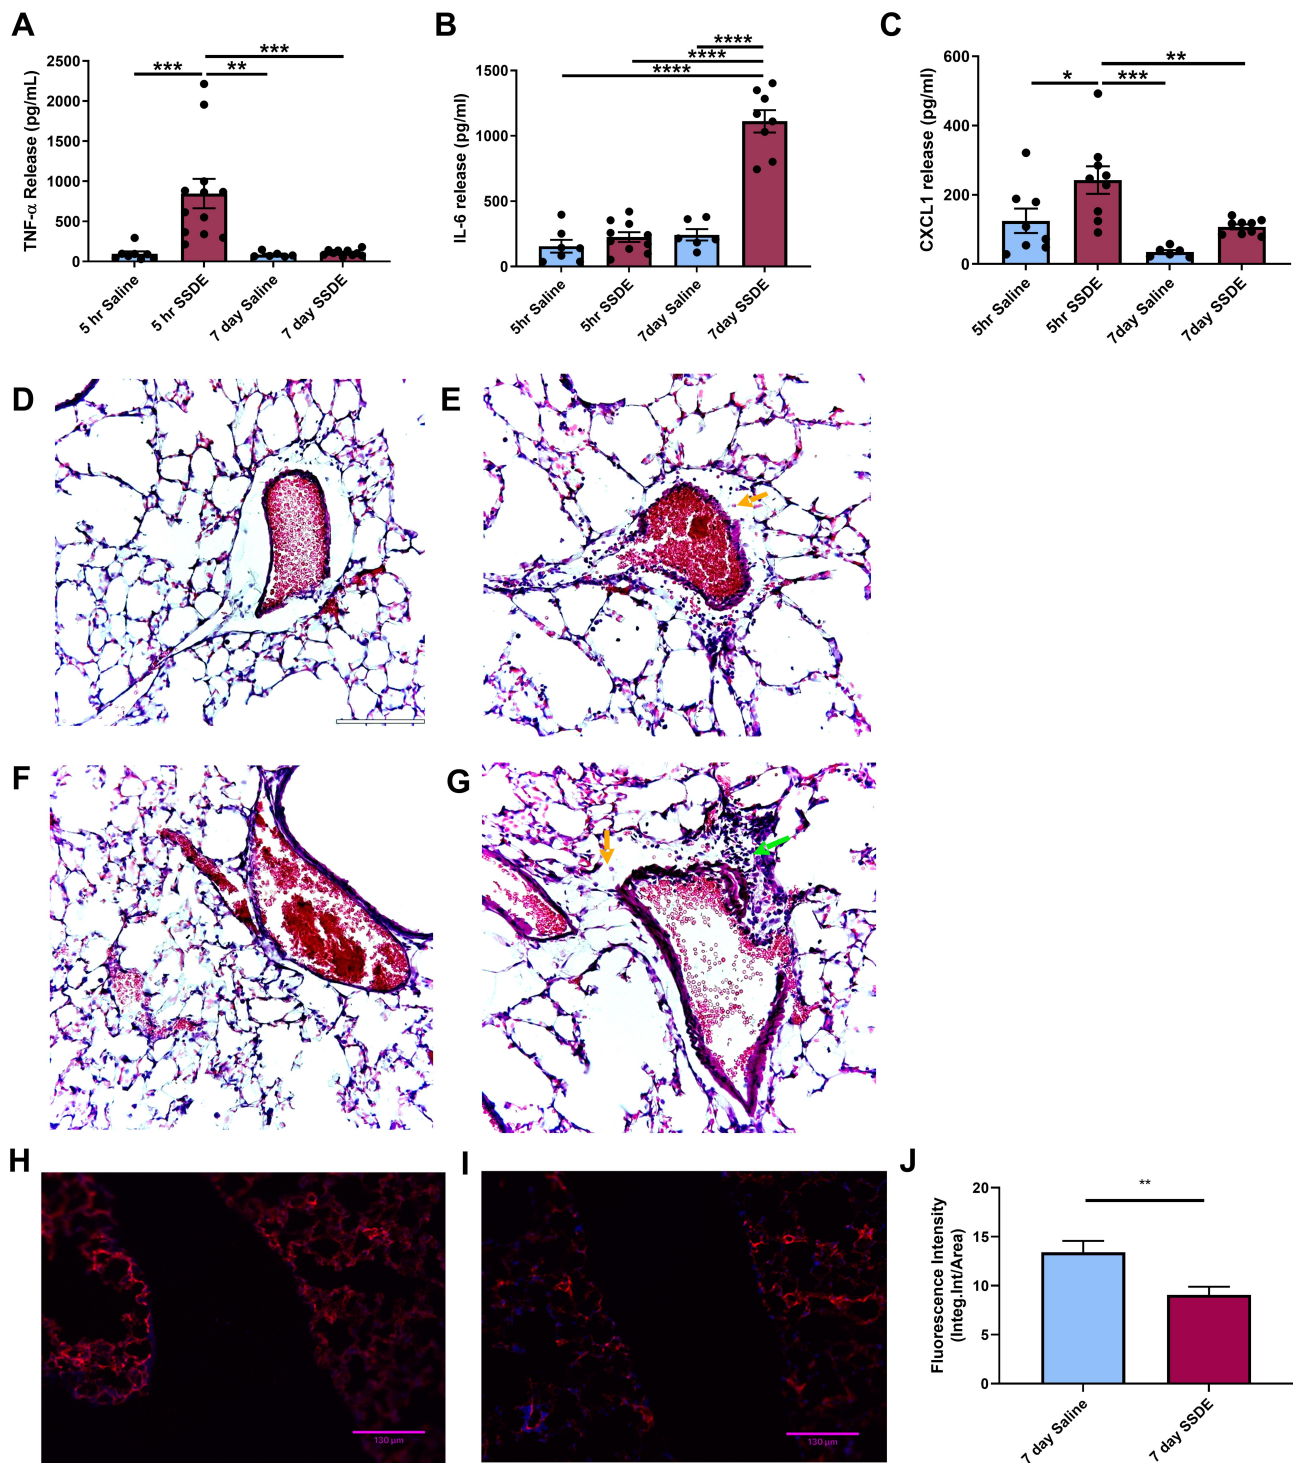 A
TNF-α Release (pg/mL)
2500
2000
1500
1000
500
0
***
***
**
5 hr Saline
5 hr SSDE
7 day Saline
7 day SSDE
B
IL-6 release (pg/ml)
1500
1000
500
0
****
****
****
5hr Saline
5hr SSDE
7day Saline
7day SSDE
C
CXCL1 release (pg/ml)
600
400
200
0
**
*
***
5hr Saline
5hr SSDE
7day Saline
7day SSDE
D
E
F
G
H
130 µm
I
130 µm
J
Fluorescence Intensity
(Integ.Int/Area)
20
15
10
5
0
**
7 day Saline
7 day SSDE